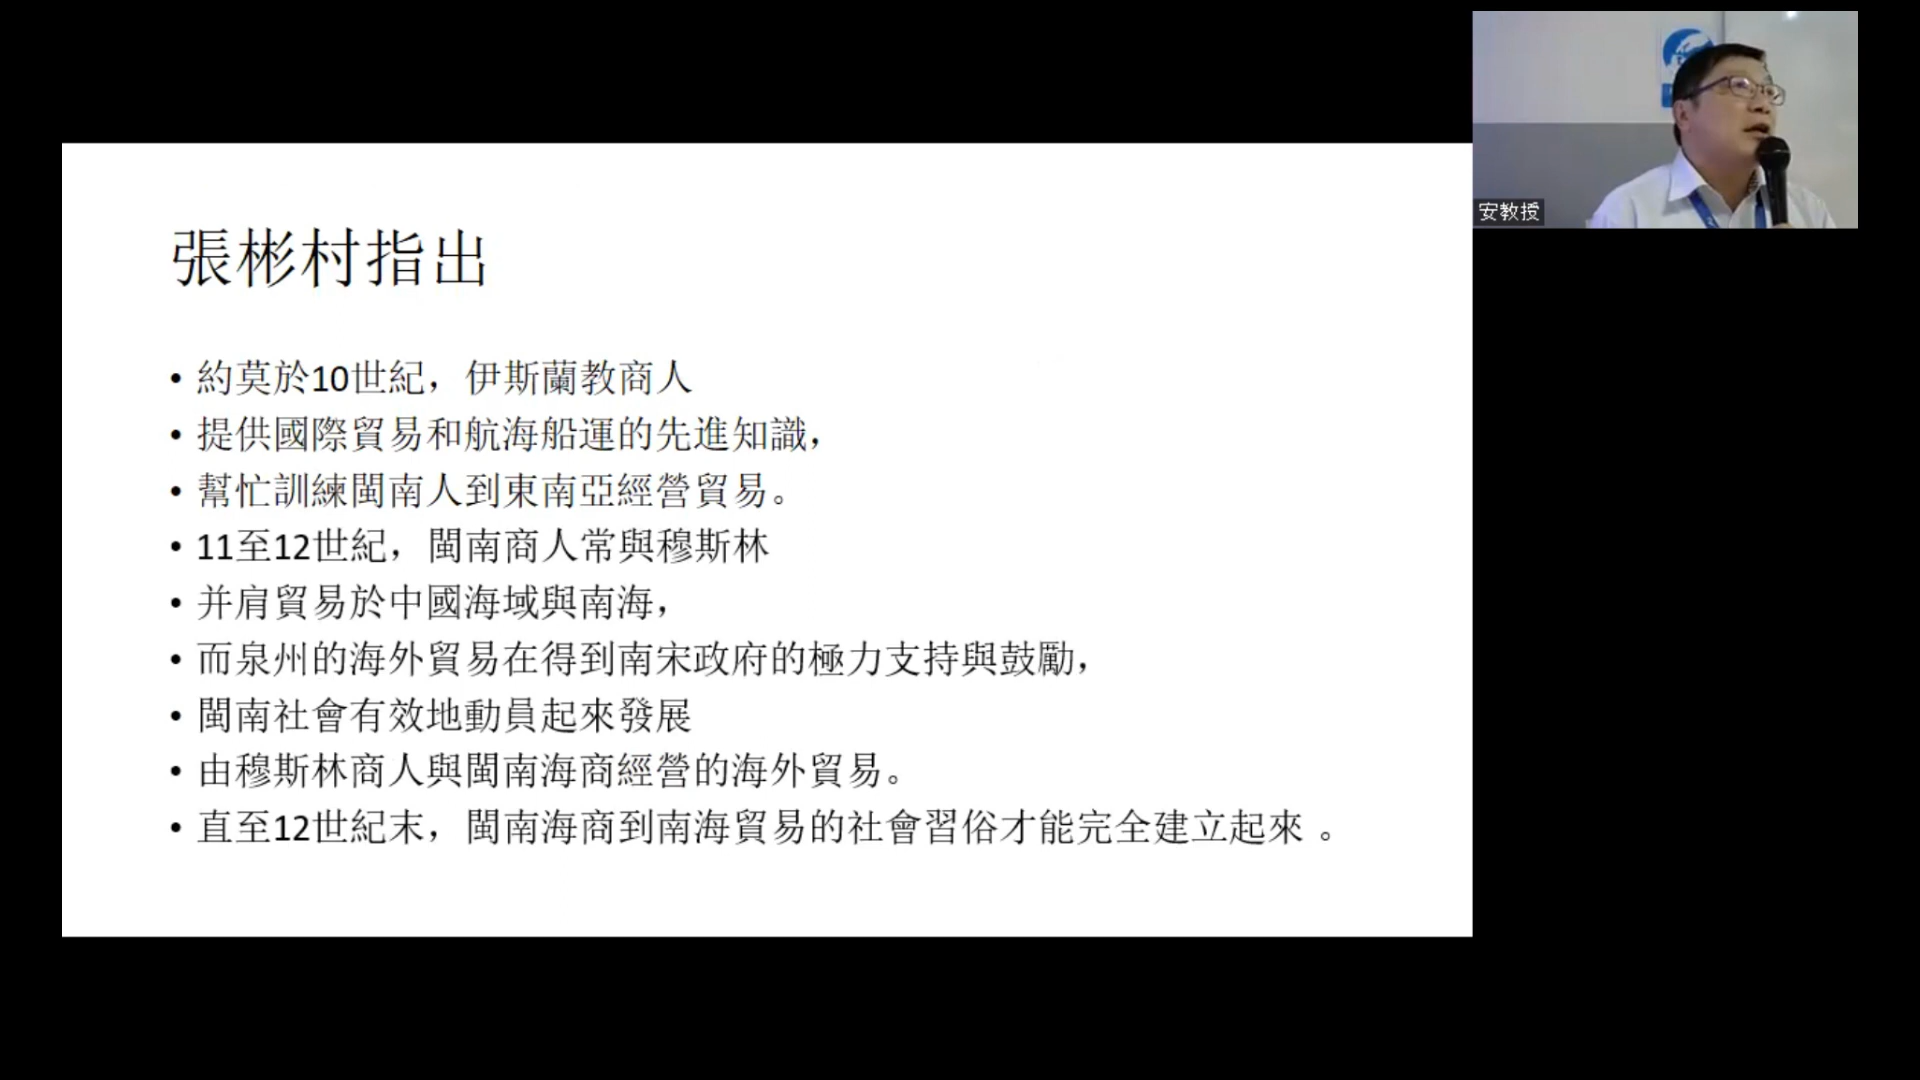 張彬村指出
• 約莫於10世紀，伊斯蘭教商人
• 提供國際貿易和航海船運的先進知識，
• 幫忙訓練閩南人到東南亞經營貿易。
• 11至12世紀，閩南商人常與穆斯林
• 并肩貿易於中國海域與南海，
• 而泉州的海外貿易在得到南宋政府的極力支持與鼓勵，
• 閩南社會有效地動員起來發展
• 由穆斯林商人與閩南海商經營的海外貿易。
• 直至12世紀末，閩南海商到南海貿易的社會習俗才能完全建立起來 。
安教授